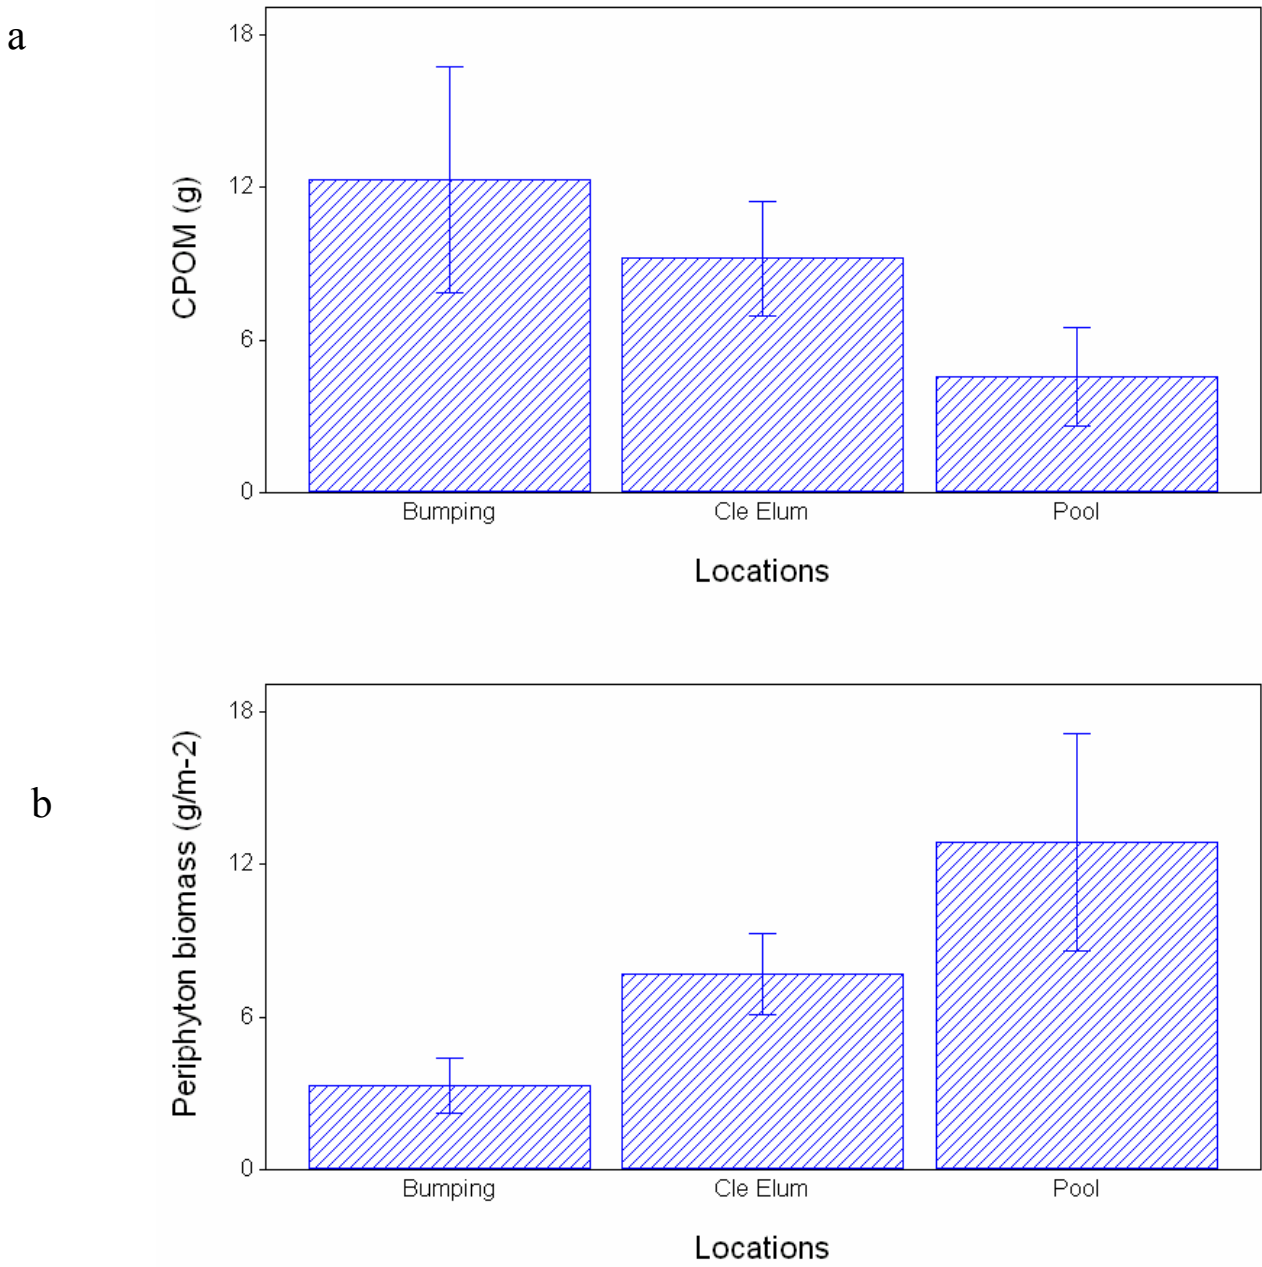 a
18
12
6
0
CPOM (g)
Bumping Cle Elum Pool
Locations
b
18
12
6
0
Periphyton biomass (g/m-2)
Bumping Cle Elum Pool
Locations